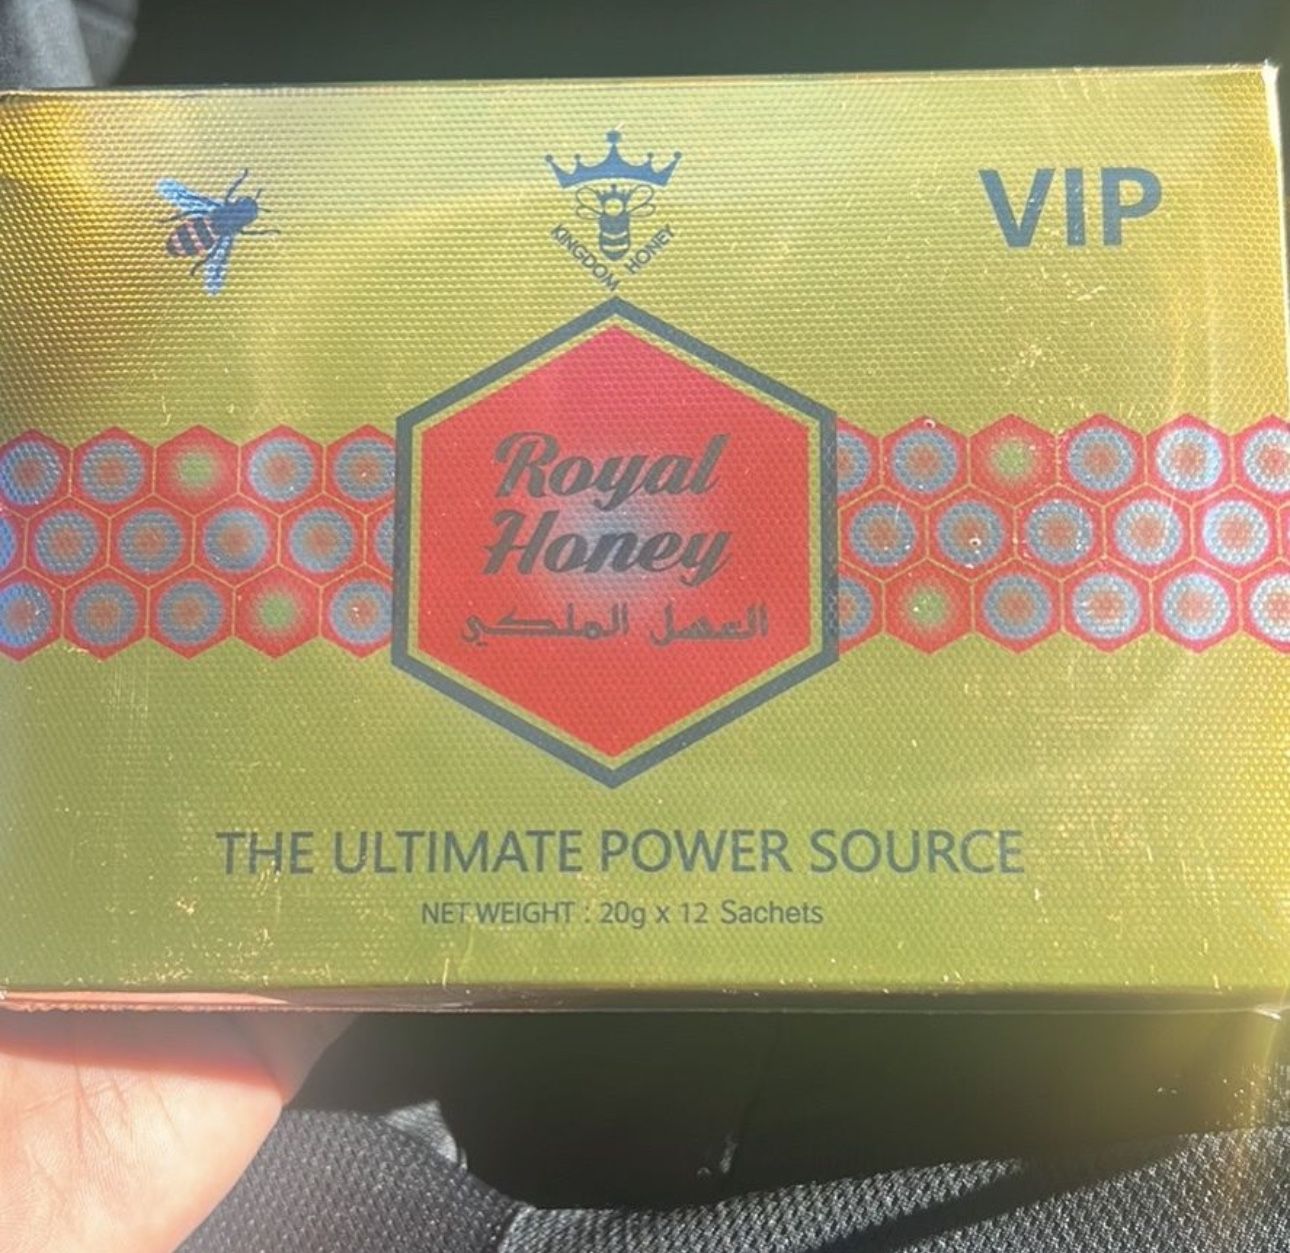 KINGDOM HONEY
VIP
Royal
Honey
العسل الملكي
THE ULTIMATE POWER SOURCE
NET WEIGHT : 20g x 12 Sachets